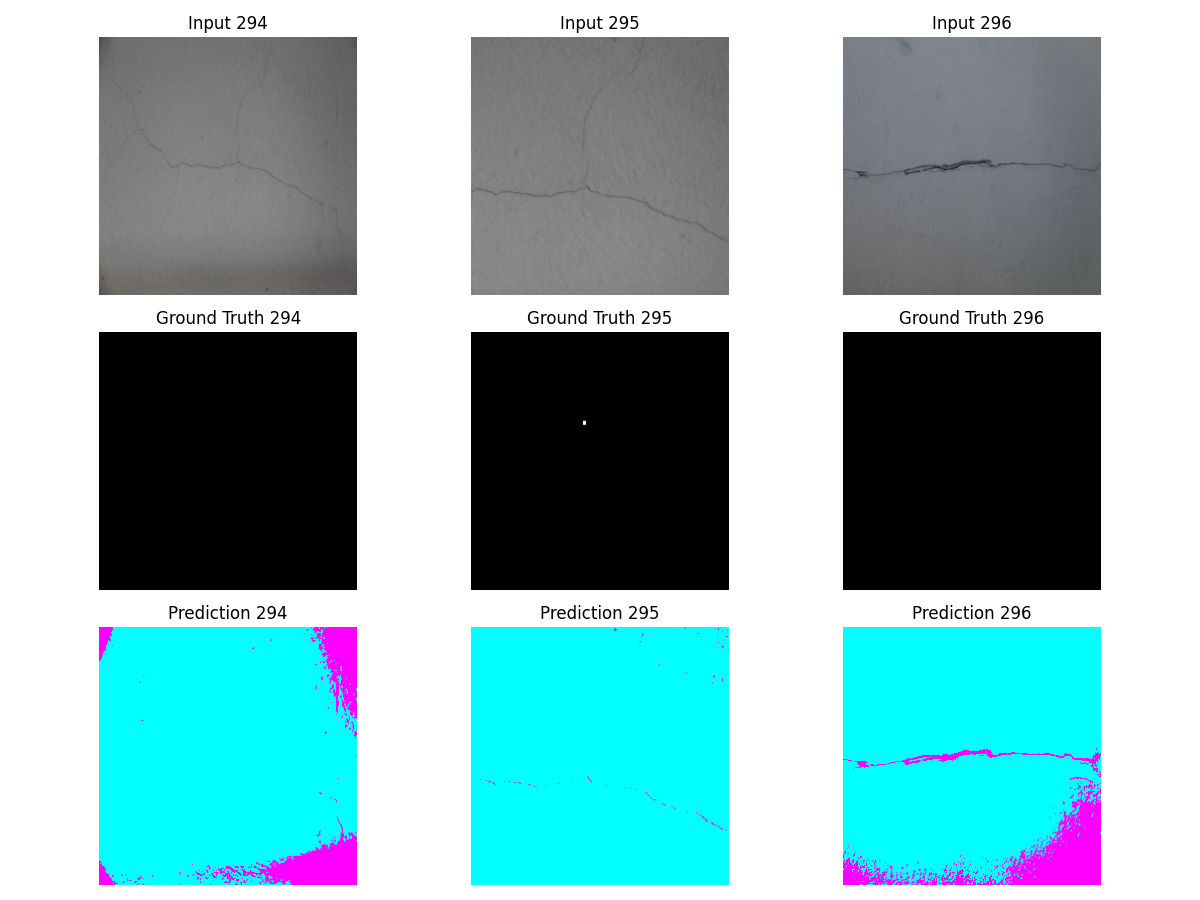 Input 294
Input 295
Input 296
Ground Truth 294
Ground Truth 295
Ground Truth 296
Prediction 294
Prediction 295
Prediction 296